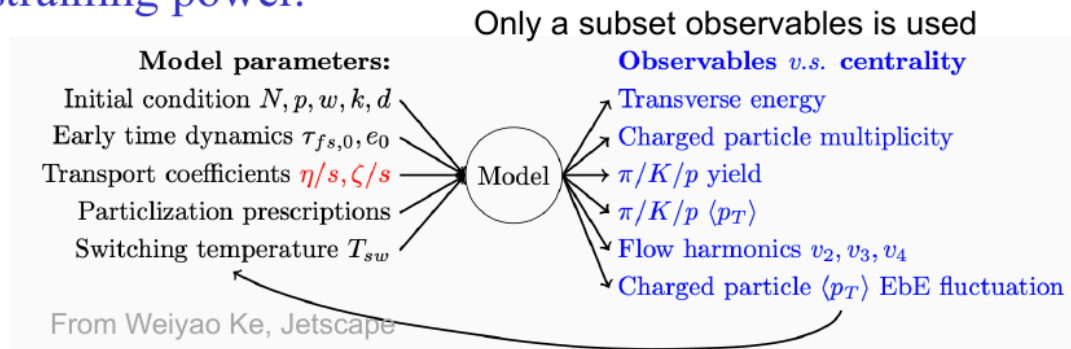 straining power.
Only a subset observables is used
Model parameters:
Initial condition N, p, w, k, d
Early time dynamics τ_{fs,0}, e_0
Transport coefficients η/s, ζ/s
Particlization prescriptions
Switching temperature T_{sw}
Model
Observables v.s. centrality
Transverse energy
Charged particle multiplicity
π/K/p yield
π/K/p ⟨p_T⟩
Flow harmonics v_2, v_3, v_4
Charged particle ⟨p_T⟩ EbE fluctuation
From Weiyao Ke, Jetscape